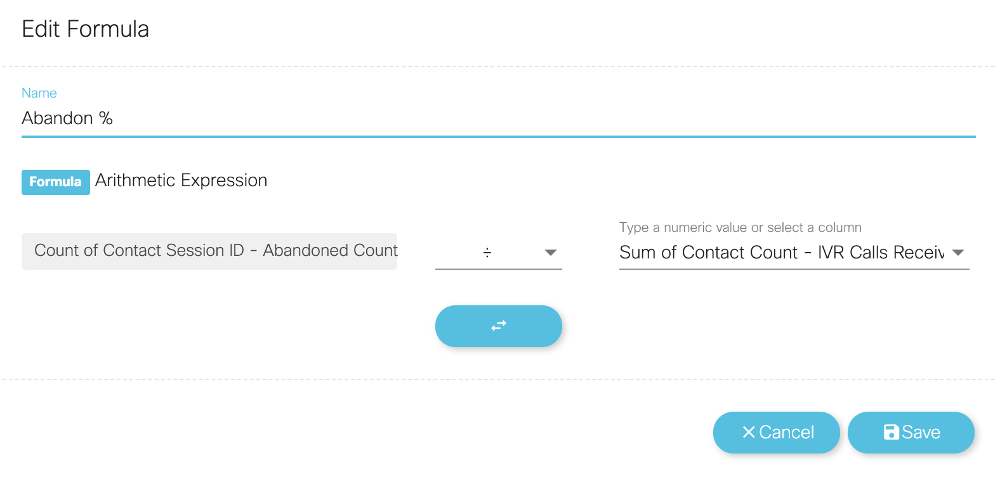 Edit Formula
Name
Abandon %
Formula Arithmetic Expression
Type a numeric value or select a column
Count of Contact Session ID - Abandoned Count ÷ Sum of Contact Count - IVR Calls Receiv
Cancel Save